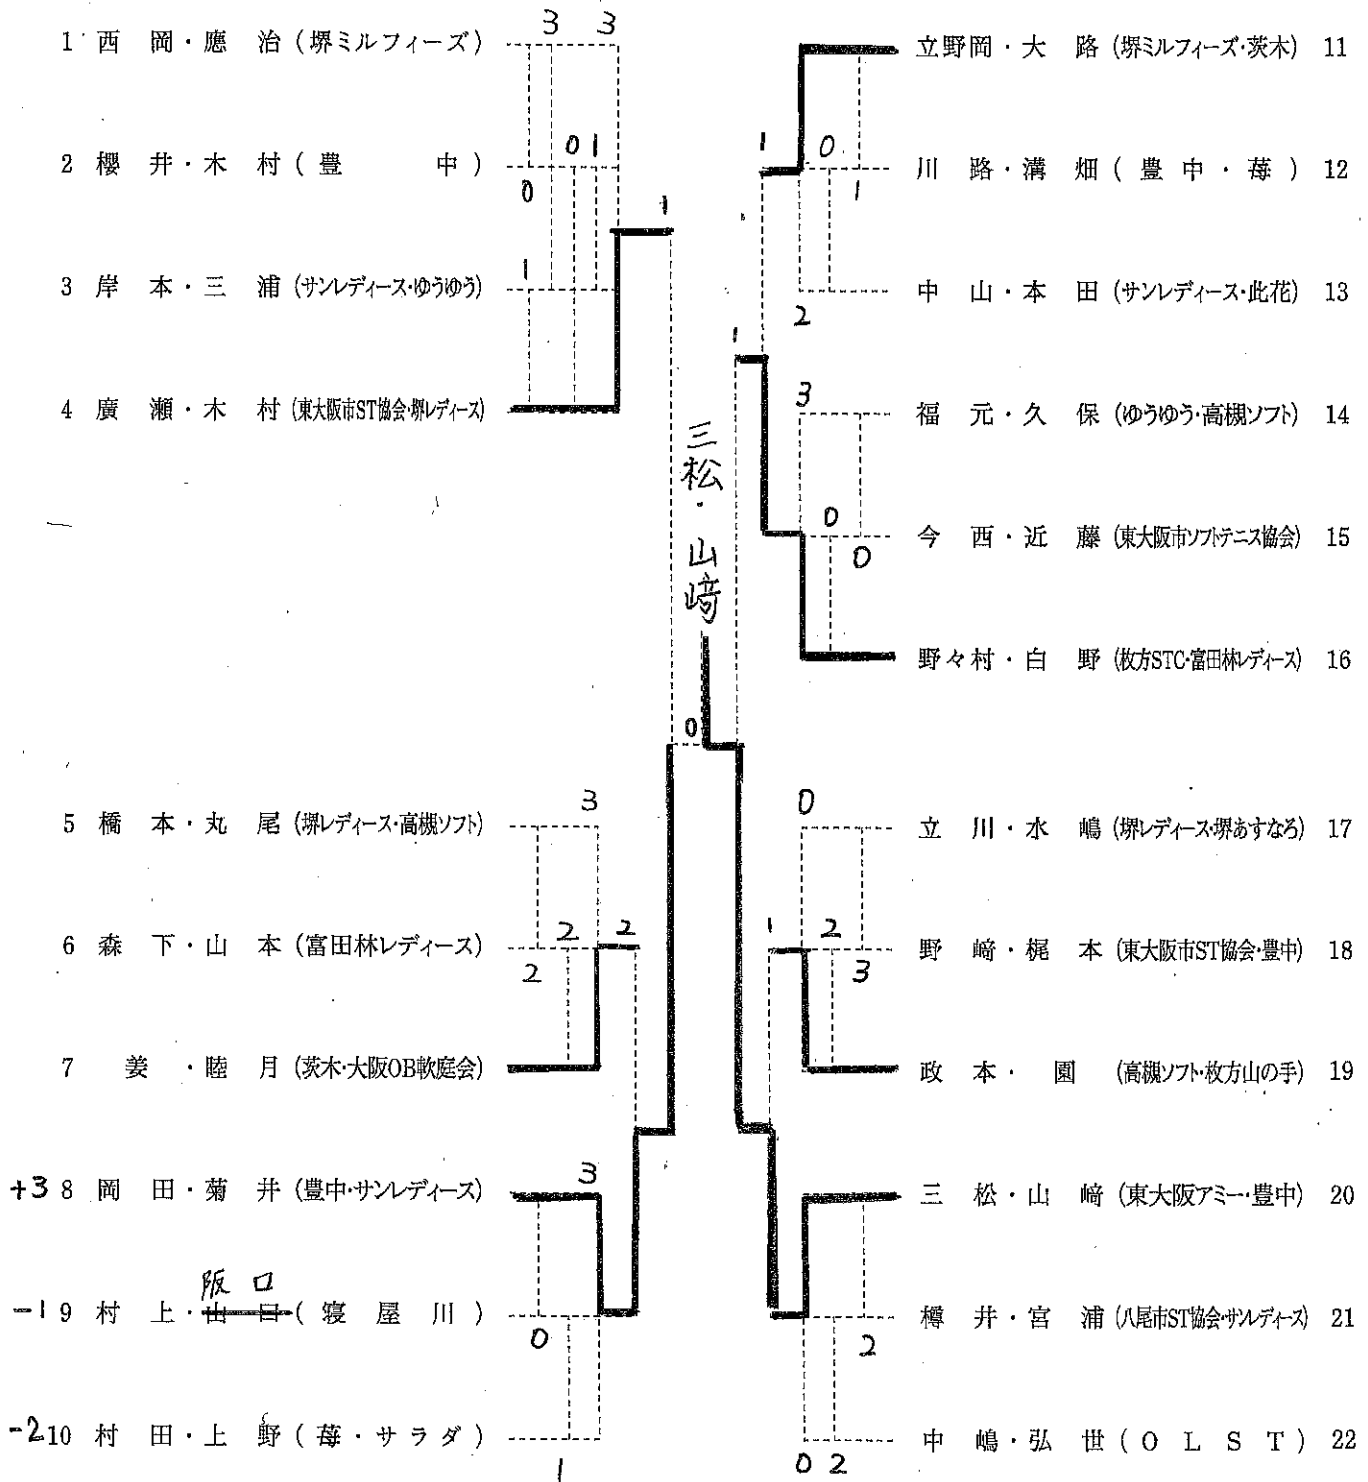 3 3
1 西 岡・應 治 (堺ミルフィーズ)
0 1
2 櫻 井・木 村 ( 豊 中 )
0
1
1
3 岸 本・三 浦 (サンレディース・ゆうゆう)
4 廣 瀬・木 村 (東大阪市ST協会・堺レディース)
三松・山﨑
0
3
5 橋 本・丸 尾 (堺レディース・高槻ソフト)
2 2
6 森 下・山 本 (富田林レディース)
2
7 姜 ・睦 月 (茨木・大阪OB軟庭会)
3
+3 8 岡 田・菊 井 (豊中・サンレディース)
阪 口
-1 9 村 上・山 口 ( 寝 屋 川 )
0
-2 10 村 田・上 野 ( 苺・サ ラ ダ )
1
立野岡・大 路 (堺ミルフィーズ・茨木) 11
1 0
川 路・溝 畑 ( 豊 中・苺 ) 12
1
中 山・本 田 (サンレディース・此花) 13
2
1
3
福 元・久 保 (ゆうゆう・高槻ソフト) 14
0
今 西・近 藤 (東大阪市ソフトテニス協会) 15
0
野々村・白 野 (枚方STC・富田林レディース) 16
0
立 川・水 嶋 (堺レディース・堺あすなろ) 17
1 2
野 﨑・梶 本 (東大阪市ST協会・豊中) 18
3
政 本・ 園 (高槻ソフト・枚方山の手) 19
三 松・山 﨑 (東大阪アミー・豊中) 20
樽 井・宮 浦 (八尾市ST協会・サンレディース) 21
2
中 嶋・弘 世 ( O L S T ) 22
0 2